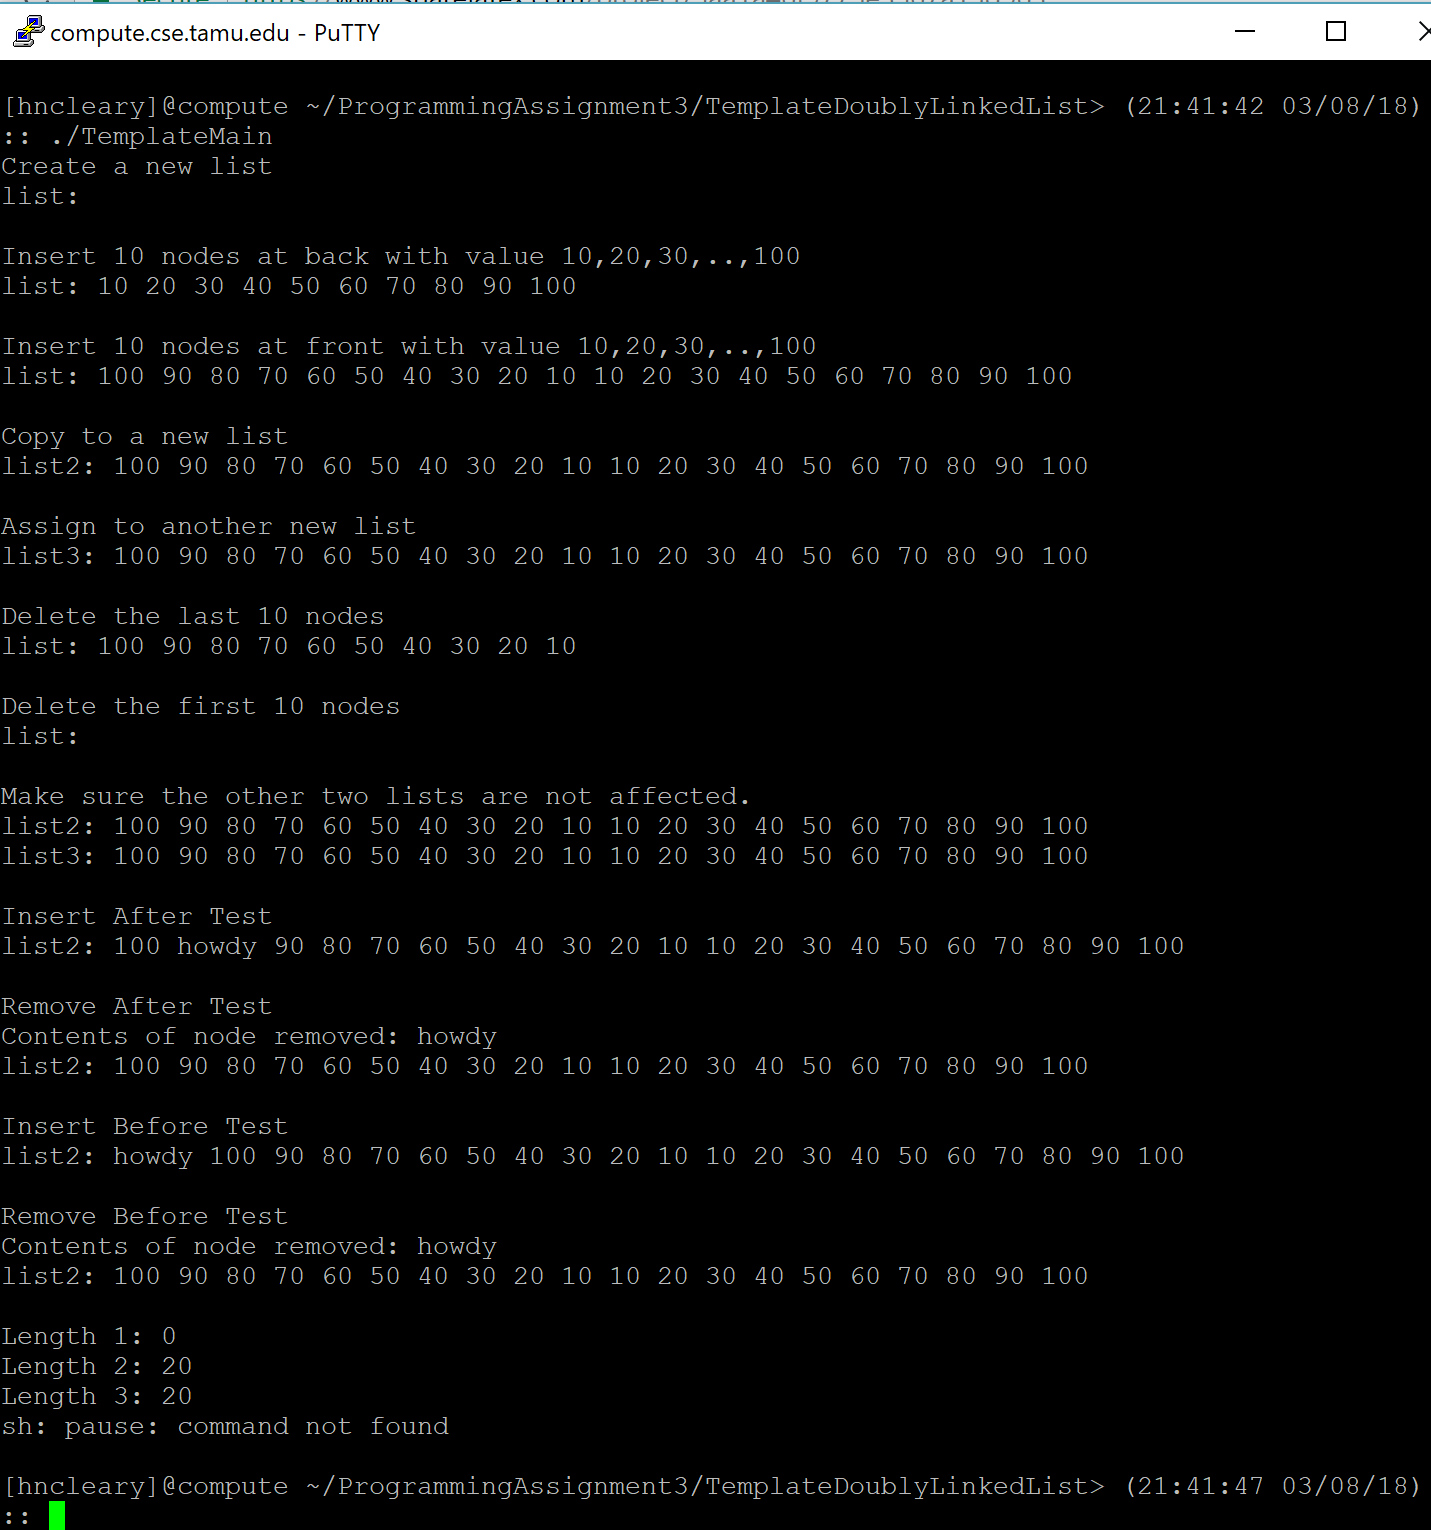 compute.cse.tamu.edu - PuTTY
[hncleary]@compute ~/ProgrammingAssignment3/TemplateDoublyLinkedList> (21:41:42 03/08/18)
:: ./TemplateMain
Create a new list
list:
Insert 10 nodes at back with value 10,20,30,..,100
list: 10 20 30 40 50 60 70 80 90 100
Insert 10 nodes at front with value 10,20,30,..,100
list: 100 90 80 70 60 50 40 30 20 10 10 20 30 40 50 60 70 80 90 100
Copy to a new list
list2: 100 90 80 70 60 50 40 30 20 10 10 20 30 40 50 60 70 80 90 100
Assign to another new list
list3: 100 90 80 70 60 50 40 30 20 10 10 20 30 40 50 60 70 80 90 100
Delete the last 10 nodes
list: 100 90 80 70 60 50 40 30 20 10
Delete the first 10 nodes
list:
Make sure the other two lists are not affected.
list2: 100 90 80 70 60 50 40 30 20 10 10 20 30 40 50 60 70 80 90 100
list3: 100 90 80 70 60 50 40 30 20 10 10 20 30 40 50 60 70 80 90 100
Insert After Test
list2: 100 howdy 90 80 70 60 50 40 30 20 10 10 20 30 40 50 60 70 80 90 100
Remove After Test
Contents of node removed: howdy
list2: 100 90 80 70 60 50 40 30 20 10 10 20 30 40 50 60 70 80 90 100
Insert Before Test
list2: howdy 100 90 80 70 60 50 40 30 20 10 10 20 30 40 50 60 70 80 90 100
Remove Before Test
Contents of node removed: howdy
list2: 100 90 80 70 60 50 40 30 20 10 10 20 30 40 50 60 70 80 90 100
Length 1: 0
Length 2: 20
Length 3: 20
sh: pause: command not found
[hncleary]@compute ~/ProgrammingAssignment3/TemplateDoublyLinkedList> (21:41:47 03/08/18)
::